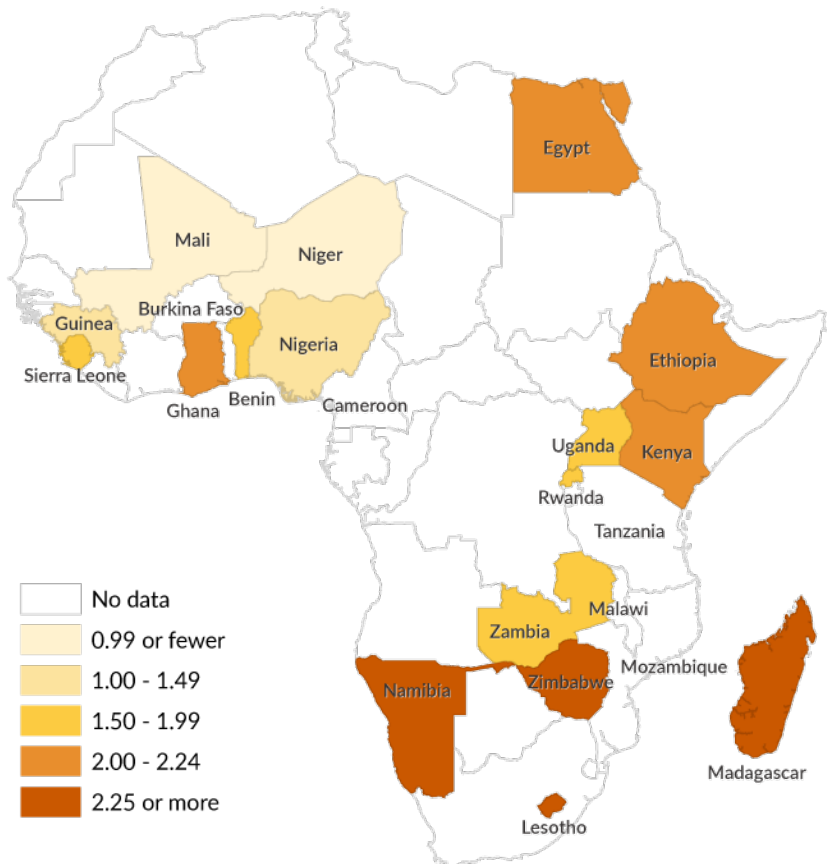 Egypt
Mali
Niger
Burkina Faso
Guinea
Nigeria
Ethiopia
Sierra Leone
Ghana
Benin
Cameroon
Uganda
Kenya
Rwanda
Tanzania
No data
Malawi
0.99 or fewer
Zambia
Mozambique
1.00 - 1.49
Namibia
Zimbabwe
1.50 - 1.99
2.00 - 2.24
Madagascar
2.25 or more
Lesotho